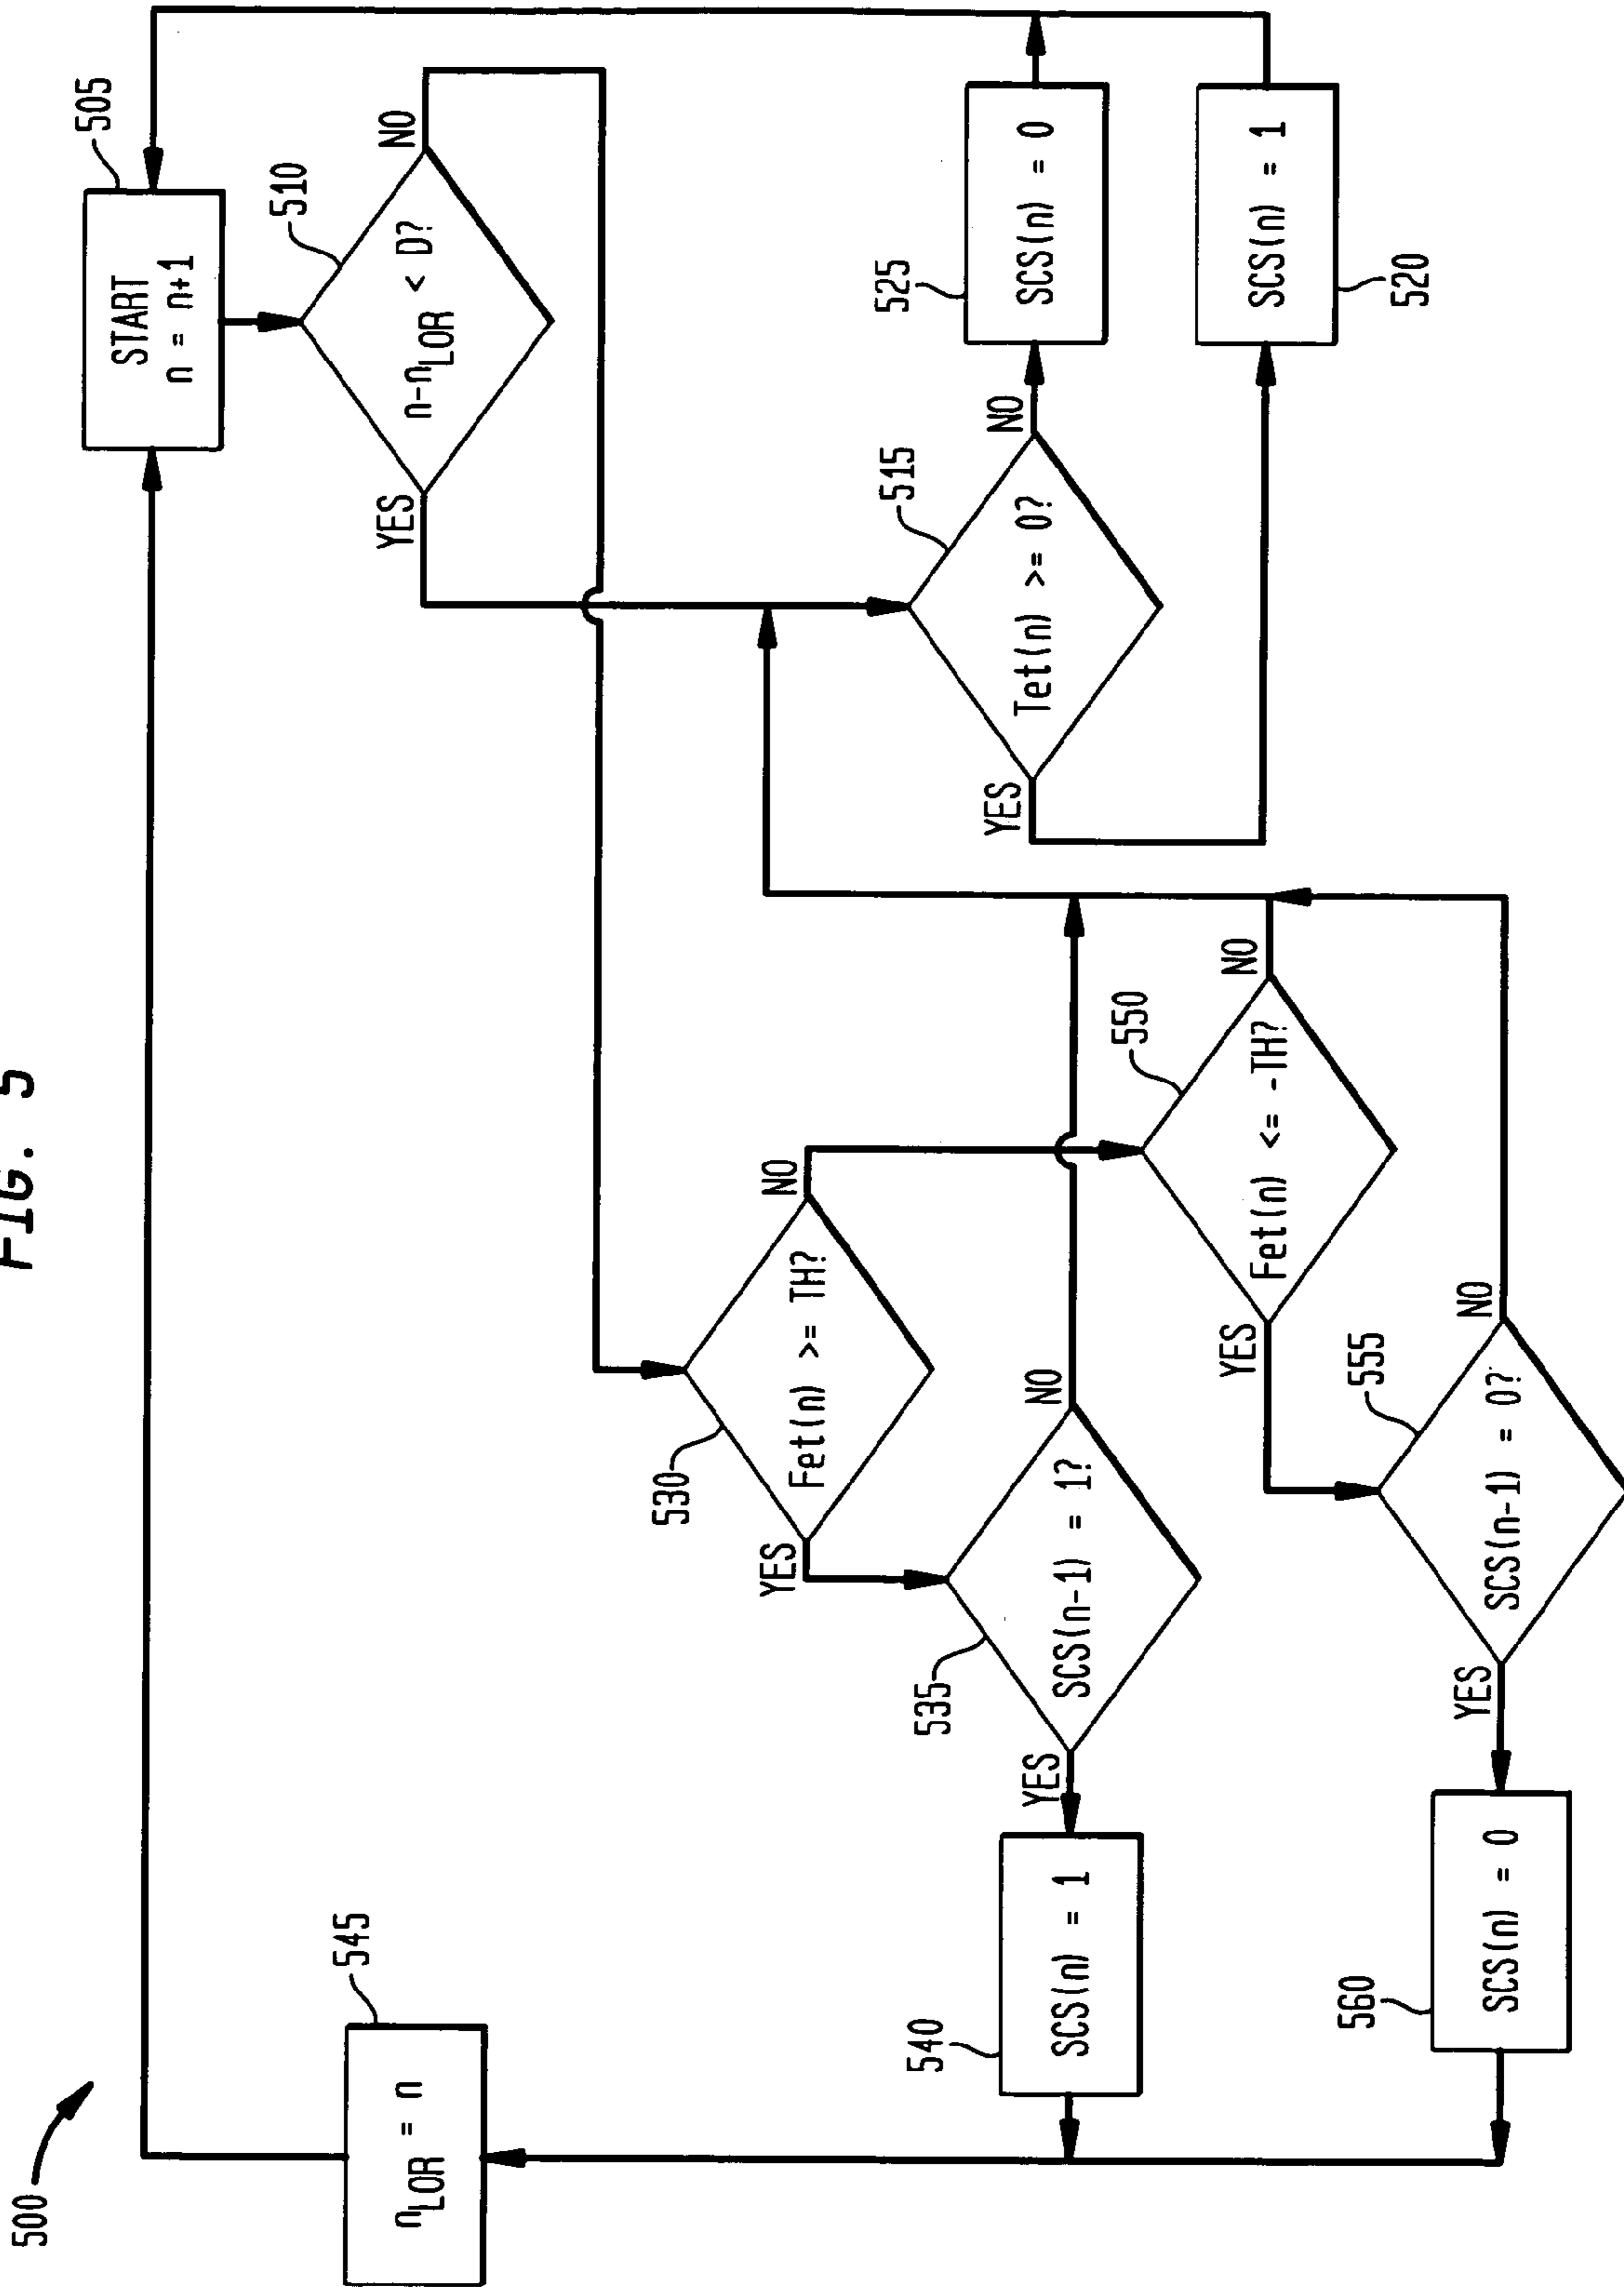 FIG. 5
500
505
START
n = n+1
510
n-nLOR < D?
YES
NO
515
Tet(n) >= 0?
YES
NO
525
SCS(n) = 0
SCS(n) = 1
520
530
Fet(n) >= TH?
YES
NO
535
SCS(n-1) = 1?
YES
NO
540
SCS(n) = 1
545
nLOR = n
550
Fet(n) <= -TH?
YES
NO
555
SCS(n-1) = 0?
YES
NO
560
SCS(n) = 0